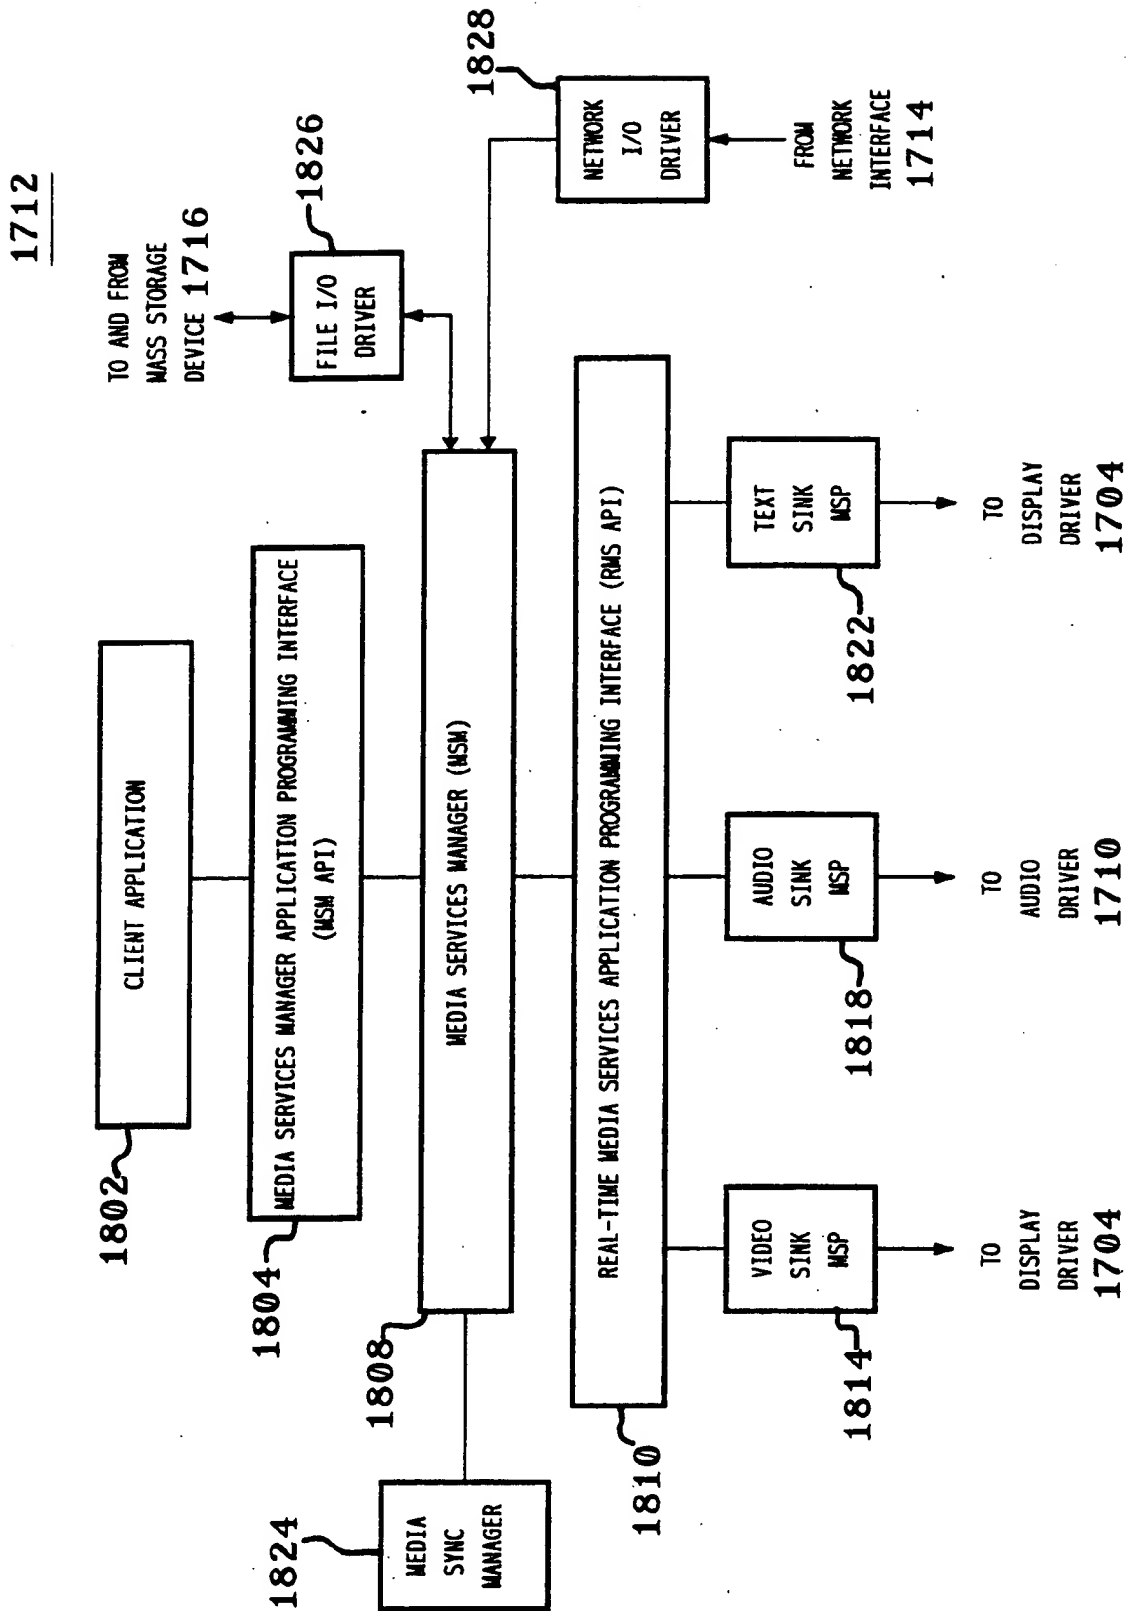 1712
TO AND FROM
MASS STORAGE
DEVICE 1716
1826
FILE I/O
DRIVER
1828
NETWORK
I/O
DRIVER
FROM
NETWORK
INTERFACE
1714
CLIENT APPLICATION
1802
MEDIA SERVICES MANAGER APPLICATION PROGRAMMING INTERFACE
(MSM API)
1804
MEDIA SERVICES MANAGER (MSM)
1808
1824
MEDIA
SYNC
MANAGER
REAL-TIME MEDIA SERVICES APPLICATION PROGRAMMING INTERFACE (RMS API)
1810
VIDEO
SINK
MSP
1814
TO
DISPLAY
DRIVER
1704
AUDIO
SINK
MSP
1818
TO
AUDIO
DRIVER
1710
TEXT
SINK
MSP
1822
TO
DISPLAY
DRIVER
1704